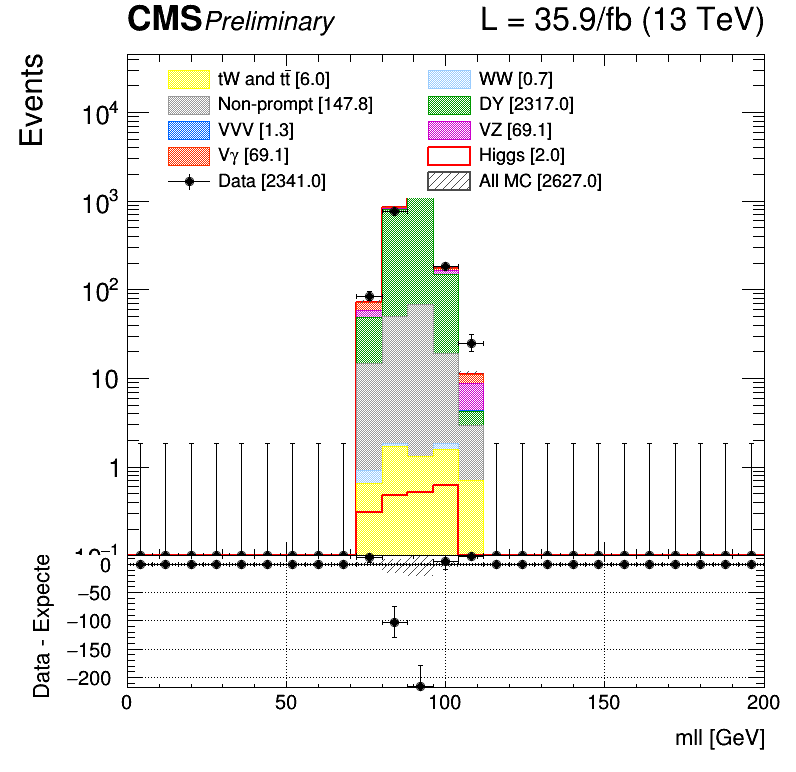 CMS Preliminary L = 35.9/fb (13 TeV)
Events
tW and tt̄ [6.0] WW [0.7]
Non-prompt [147.8] DY [2317.0]
VVV [1.3] VZ [69.1]
Vγ [69.1] Higgs [2.0]
Data [2341.0] All MC [2627.0]
10⁴
10³
10²
10
1
10⁻¹
Data - Expecte
0
−50
−100
−150
−200
0 50 100 150 200
mll [GeV]